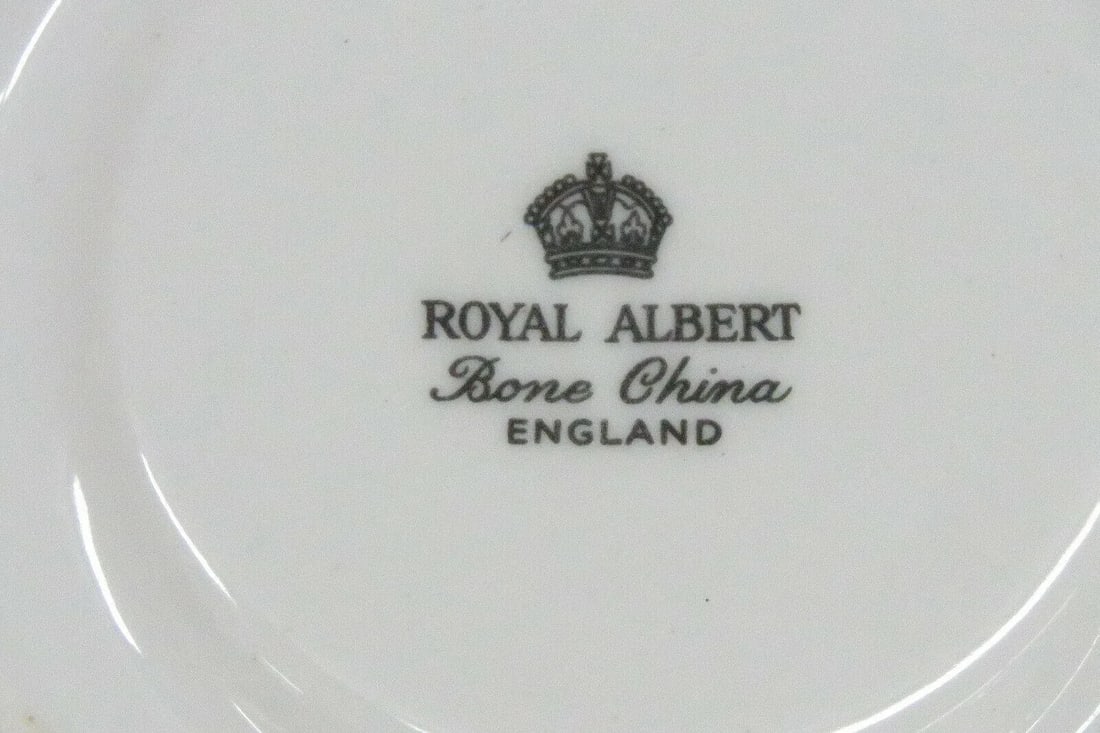 ROYAL ALBERT
Bone China
ENGLAND